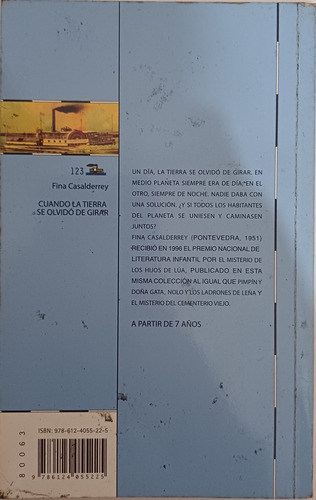 123
Fina Casalderrey
CUANDO LA TIERRA
SE OLVIDÓ DE GIRAR
UN DÍA, LA TIERRA SE OLVIDÓ DE GIRAR. EN
MEDIO PLANETA SIEMPRE ERA DE DÍA; EN EL
OTRO, SIEMPRE DE NOCHE. NADIE DABA CON
UNA SOLUCIÓN. ¿Y SI TODOS LOS HABITANTES
DEL PLANETA SE UNIESEN Y CAMINASEN
JUNTOS?
FINA CASALDERREY (PONTEVEDRA, 1951)
RECIBIÓ EN 1996 EL PREMIO NACIONAL DE
LITERATURA INFANTIL POR EL MISTERIO DE
LOS HIJOS DE LÚA, PUBLICADO EN ESTA
MISMA COLECCIÓN AL IGUAL QUE PIMPÍN Y
DOÑA GATA, NOLO Y LOS LADRONES DE LEÑA Y
EL MISTERIO DEL CEMENTERIO VIEJO.
A PARTIR DE 7 AÑOS
ISBN: 978-612-4055-22-5
80063
9 786124 055225